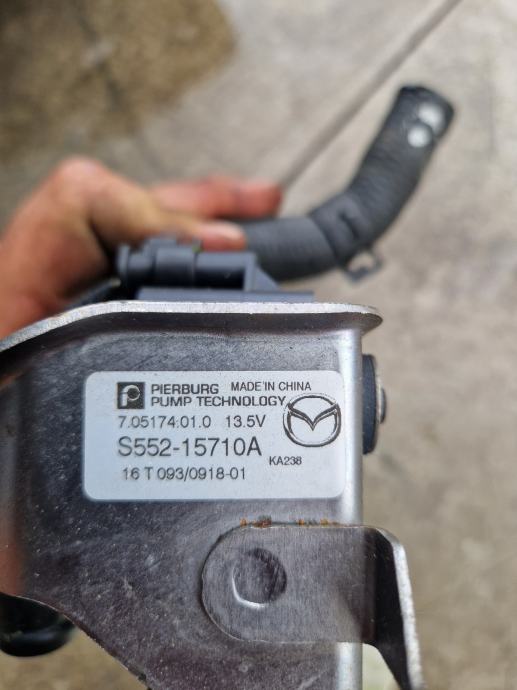 PIERBURG MADE IN CHINA
PUMP TECHNOLOGY
7.05174.01.0 13.5V
S552-15710A
KA238
16 T 093/0918-01